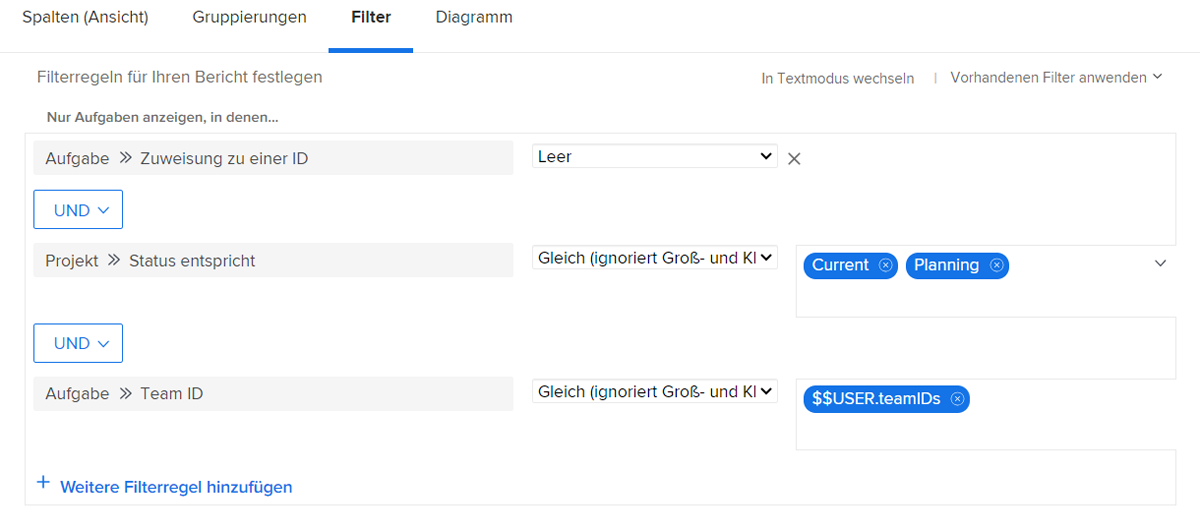 Spalten (Ansicht) Gruppierungen Filter Diagramm
Filterregeln für Ihren Bericht festlegen In Textmodus wechseln | Vorhandenen Filter anwenden
Nur Aufgaben anzeigen, in denen...
Aufgabe » Zuweisung zu einer ID Leer
UND
Projekt » Status entspricht Gleich (ignoriert Groß- und Kl Current Planning
UND
Aufgabe » Team ID Gleich (ignoriert Groß- und Kl $$USER.teamIDs
+ Weitere Filterregel hinzufügen